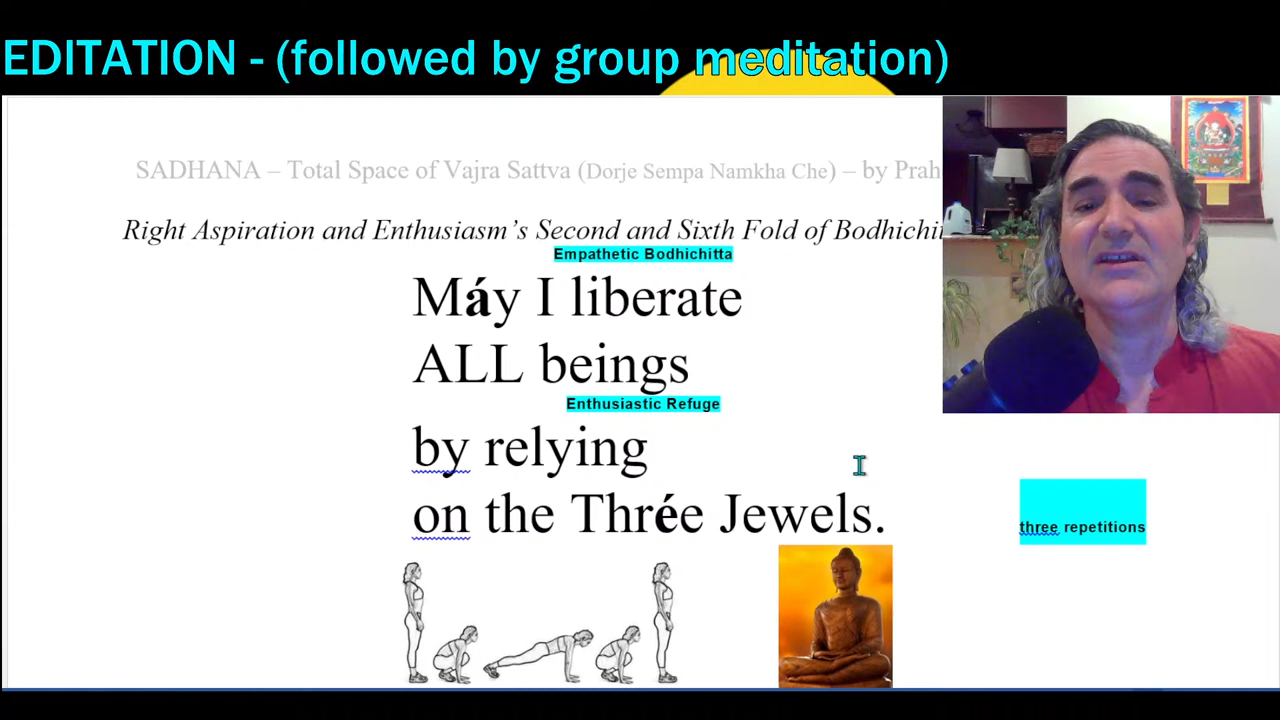 EDITATION - (followed by group meditation)
SADHANA – Total Space of Vajra Sattva (Dorje Sempa Namkha Che) – by Prah
Right Aspiration and Enthusiasm’s Second and Sixth Fold of Bodhichi
Empathetic Bodhichitta
Máy I liberate
ALL beings
Enthusiastic Refuge
by relying
on the Thrée Jewels.
three repetitions